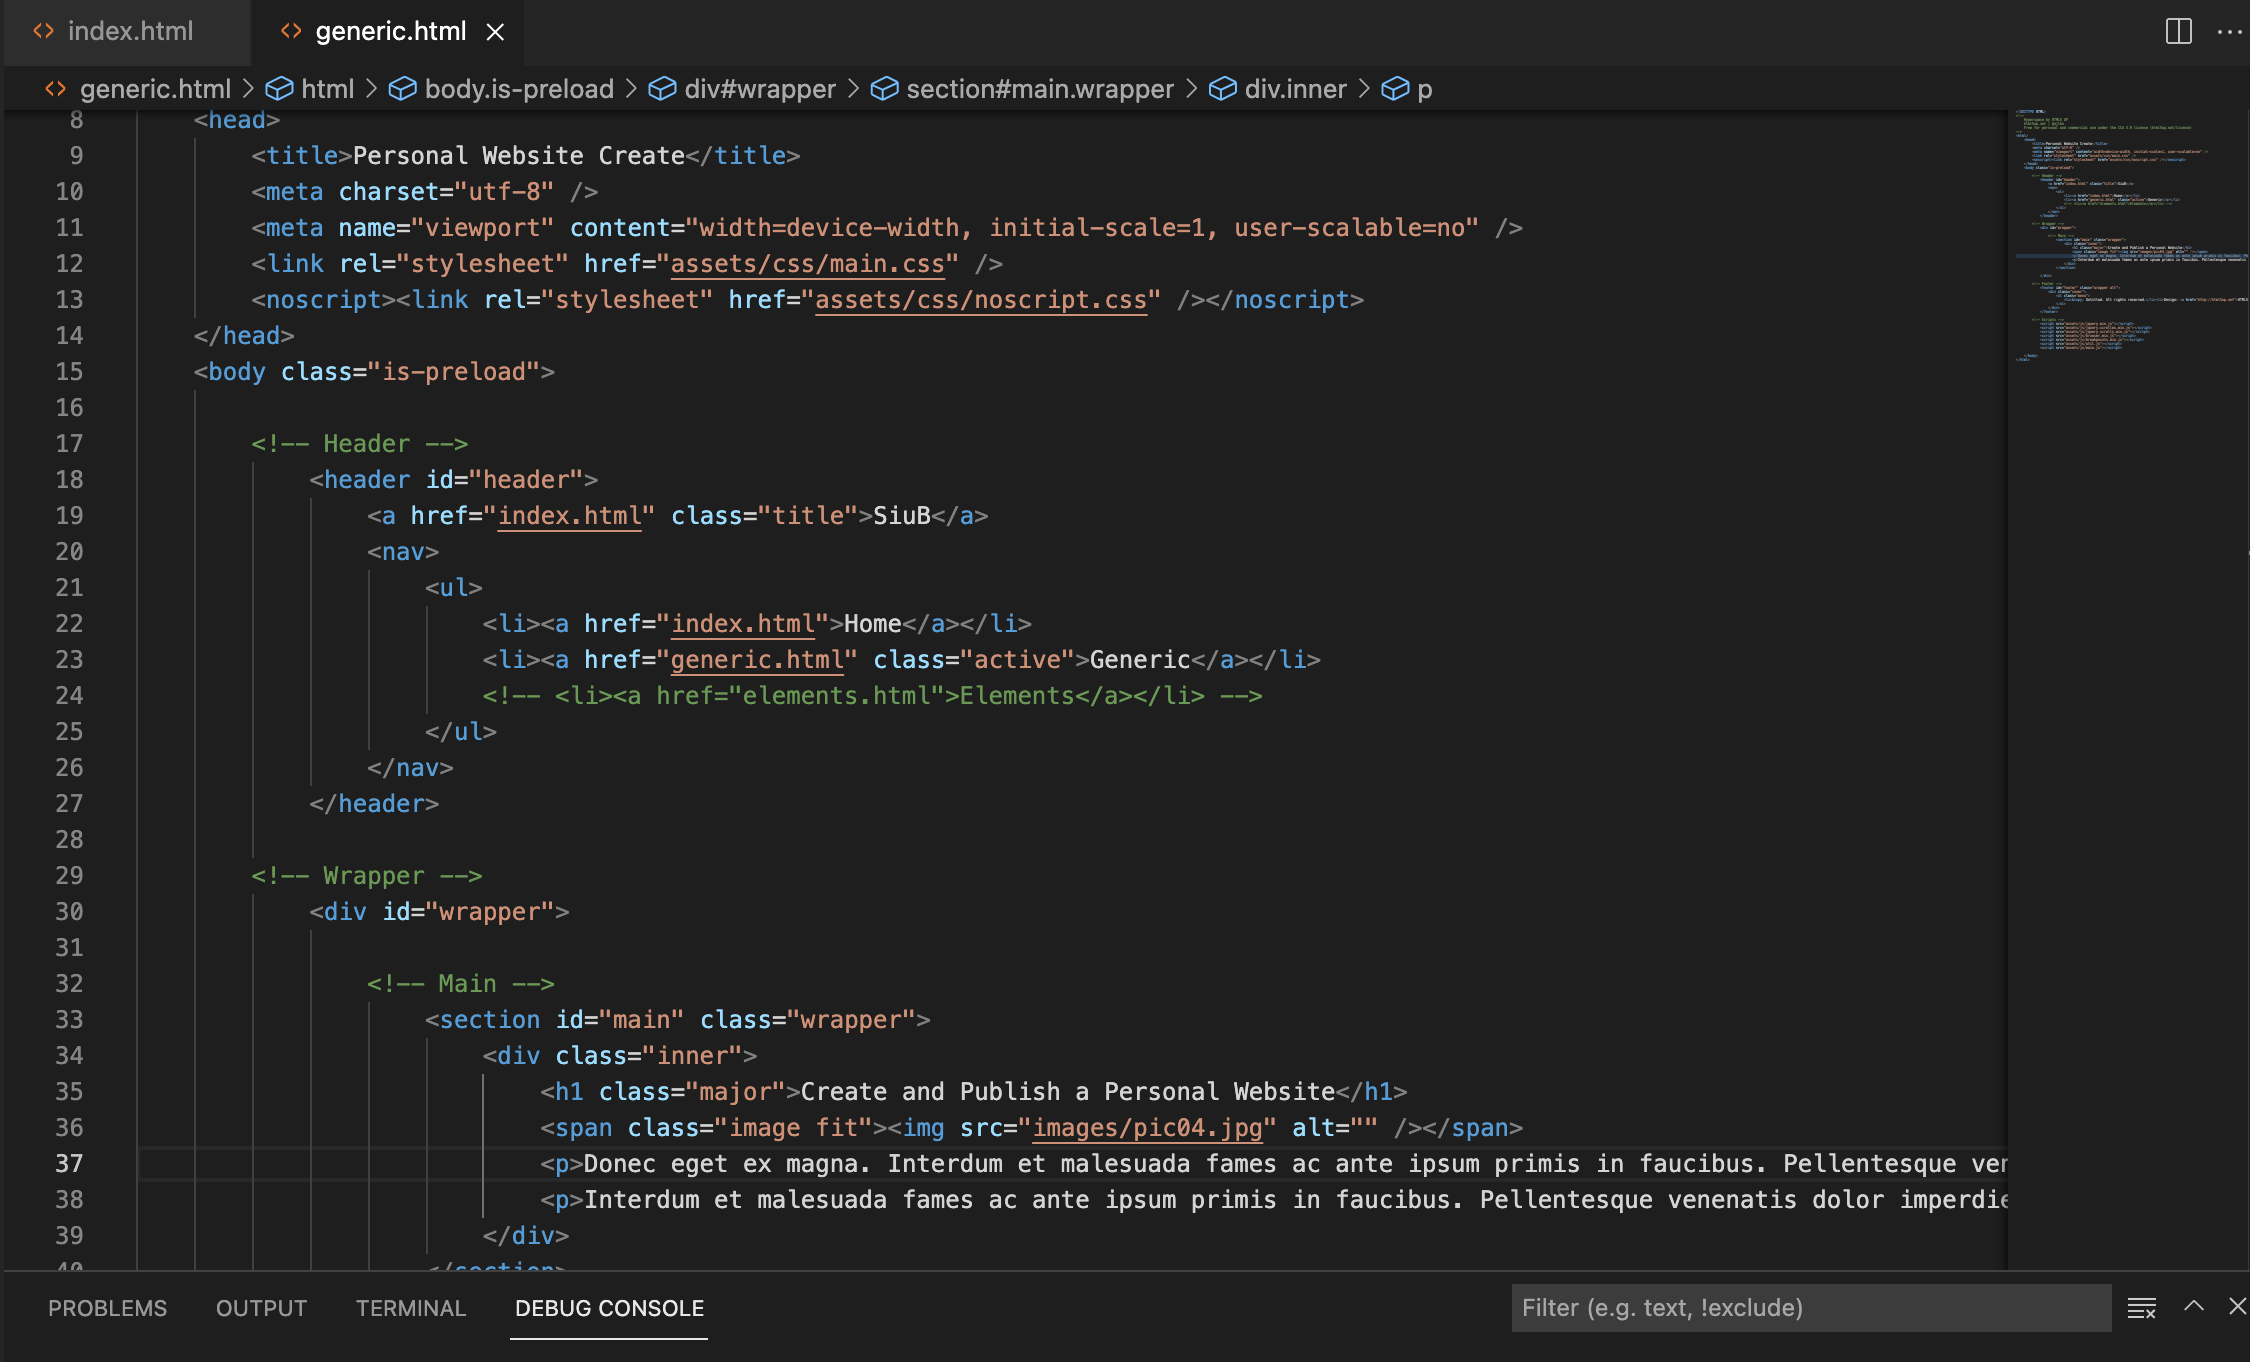 index.html generic.html
generic.html > html > body.is-preload > div#wrapper > section#main.wrapper > div.inner > p
8 <head>
9 <title>Personal Website Create</title>
10 <meta charset="utf-8" />
11 <meta name="viewport" content="width=device-width, initial-scale=1, user-scalable=no" />
12 <link rel="stylesheet" href="assets/css/main.css" />
13 <noscript><link rel="stylesheet" href="assets/css/noscript.css" /></noscript>
14 </head>
15 <body class="is-preload">
16
17 <!-- Header -->
18 <header id="header">
19 <a href="index.html" class="title">SiuB</a>
20 <nav>
21 <ul>
22 <li><a href="index.html">Home</a></li>
23 <li><a href="generic.html" class="active">Generic</a></li>
24 <!-- <li><a href="elements.html">Elements</a></li> -->
25 </ul>
26 </nav>
27 </header>
28
29 <!-- Wrapper -->
30 <div id="wrapper">
31
32 <!-- Main -->
33 <section id="main" class="wrapper">
34 <div class="inner">
35 <h1 class="major">Create and Publish a Personal Website</h1>
36 <span class="image fit"><img src="images/pic04.jpg" alt="" /></span>
37 <p>Donec eget ex magna. Interdum et malesuada fames ac ante ipsum primis in faucibus. Pellentesque ven
38 <p>Interdum et malesuada fames ac ante ipsum primis in faucibus. Pellentesque venenatis dolor imperdie
39 </div>
40 </section>
PROBLEMS OUTPUT TERMINAL DEBUG CONSOLE Filter (e.g. text, !exclude)